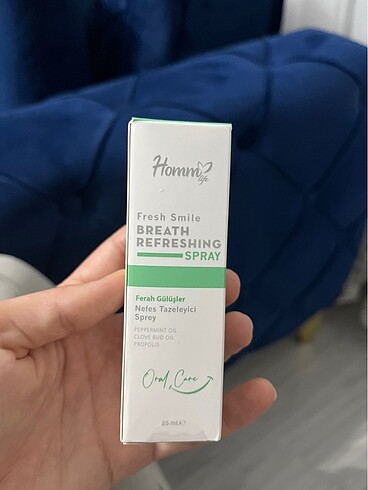 Homm
life
Fresh Smile
BREATH
REFRESHING
SPRAY
Ferah Gülüşler
Nefes Tazeleyici
Sprey
PEPPERMINT OIL
CLOVE BUD OIL
PROPOLIS
Oral Care
25 mL℮